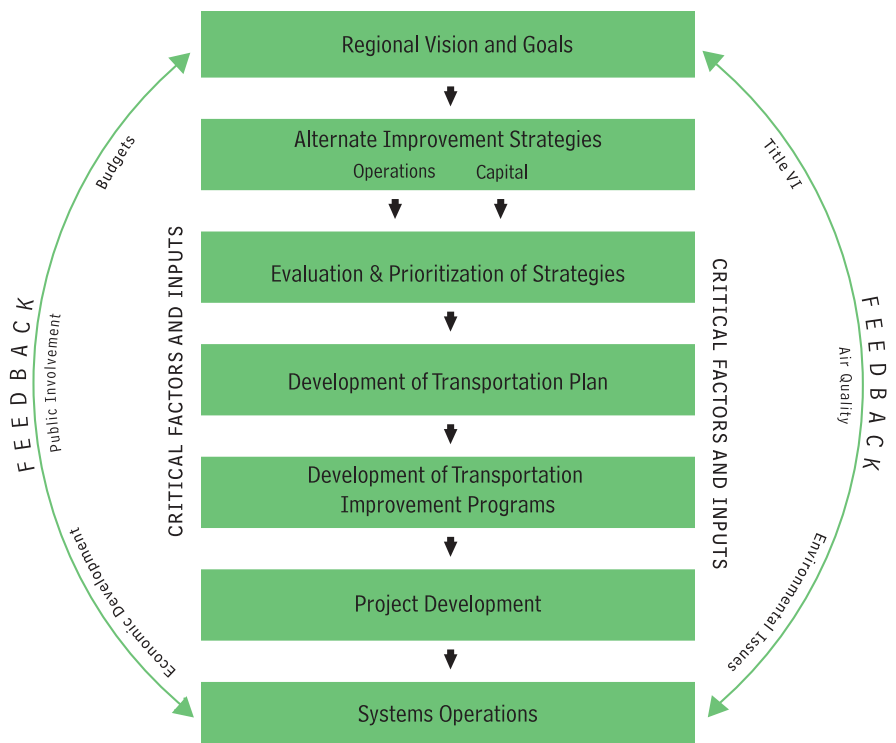 Regional Vision and Goals
Alternate Improvement Strategies
Operations Capital
Evaluation & Prioritization of Strategies
Development of Transportation Plan
Development of Transportation
Improvement Programs
Project Development
Systems Operations
FEEDBACK
Budgets
Public Involvement
Economic Development
CRITICAL FACTORS AND INPUTS
CRITICAL FACTORS AND INPUTS
Title VI
Air Quality
Environmental Issues
FEEDBACK